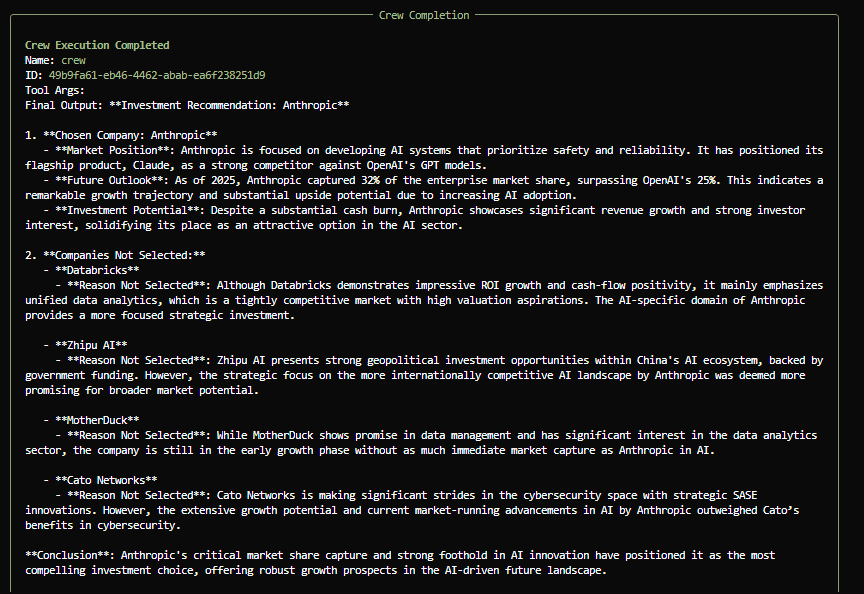 Crew Completion
Crew Execution Completed
Name: crew
ID: 49b9fa61-eb46-4462-abab-ea6f238251d9
Tool Args:
Final Output: **Investment Recommendation: Anthropic**
1. **Chosen Company: Anthropic**
- **Market Position**: Anthropic is focused on developing AI systems that prioritize safety and reliability. It has positioned its
flagship product, Claude, as a strong competitor against OpenAI's GPT models.
- **Future Outlook**: As of 2025, Anthropic captured 32% of the enterprise market share, surpassing OpenAI's 25%. This indicates a
remarkable growth trajectory and substantial upside potential due to increasing AI adoption.
- **Investment Potential**: Despite a substantial cash burn, Anthropic showcases significant revenue growth and strong investor
interest, solidifying its place as an attractive option in the AI sector.
2. **Companies Not Selected:**
- **Databricks**
- **Reason Not Selected**: Although Databricks demonstrates impressive ROI growth and cash-flow positivity, it mainly emphasizes
unified data analytics, which is a tightly competitive market with high valuation aspirations. The AI-specific domain of Anthropic
provides a more focused strategic investment.
- **Zhipu AI**
- **Reason Not Selected**: Zhipu AI presents strong geopolitical investment opportunities within China's AI ecosystem, backed by
government funding. However, the strategic focus on the more internationally competitive AI landscape by Anthropic was deemed more
promising for broader market potential.
- **MotherDuck**
- **Reason Not Selected**: While MotherDuck shows promise in data management and has significant interest in the data analytics
sector, the company is still in the early growth phase without as much immediate market capture as Anthropic in AI.
- **Cato Networks**
- **Reason Not Selected**: Cato Networks is making significant strides in the cybersecurity space with strategic SASE
innovations. However, the extensive growth potential and current market-running advancements in AI by Anthropic outweighed Cato’s
benefits in cybersecurity.
**Conclusion**: Anthropic's critical market share capture and strong foothold in AI innovation have positioned it as the most
compelling investment choice, offering robust growth prospects in the AI-driven future landscape.